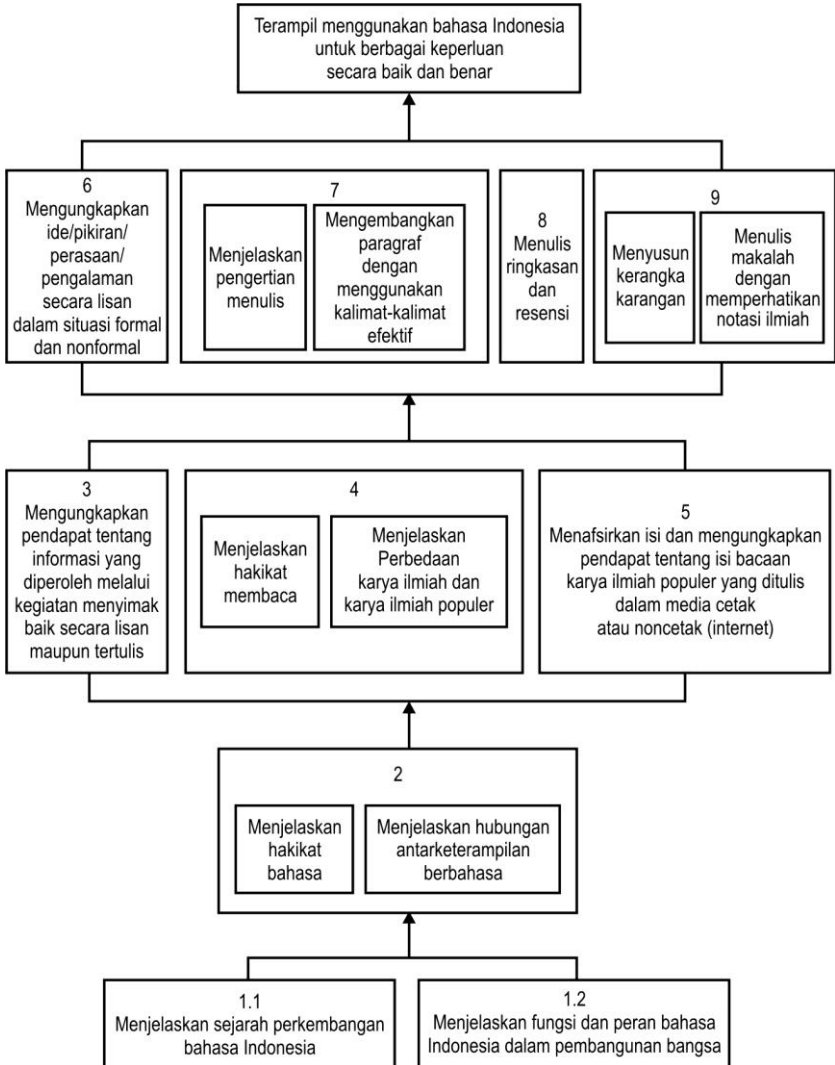 Terampil menggunakan bahasa Indonesia
untuk berbagai keperluan
secara baik dan benar
6
Mengungkapkan
ide/pikiran/
perasaan/
pengalaman
secara lisan
dalam situasi formal
dan nonformal
7
Menjelaskan
pengertian
menulis
Mengembangkan
paragraf
dengan
menggunakan
kalimat-kalimat
efektif
8
Menulis
ringkasan
dan
resensi
9
Menyusun
kerangka
karangan
Menulis
makalah
dengan
memperhatikan
notasi ilmiah
3
Mengungkapkan
pendapat tentang
informasi yang
diperoleh melalui
kegiatan menyimak
baik secara lisan
maupun tertulis
4
Menjelaskan
hakikat
membaca
Menjelaskan
Perbedaan
karya ilmiah dan
karya ilmiah populer
5
Menafsirkan isi dan mengungkapkan
pendapat tentang isi bacaan
karya ilmiah populer yang ditulis
dalam media cetak
atau noncetak (internet)
2
Menjelaskan
hakikat
bahasa
Menjelaskan hubungan
antarketerampilan
berbahasa
1.1
Menjelaskan sejarah perkembangan
bahasa Indonesia
1.2
Menjelaskan fungsi dan peran bahasa
Indonesia dalam pembangunan bangsa